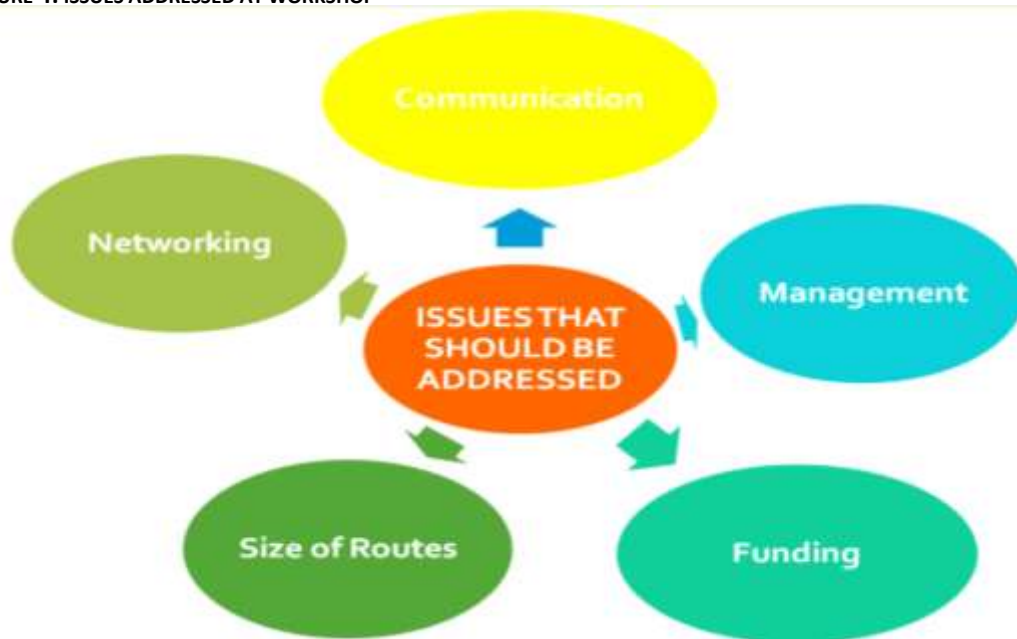 ISSUES ADDRESSED AT WORKSHOP
Communication
Networking
Management
ISSUES THAT
SHOULD BE
ADDRESSED
Size of Routes
Funding